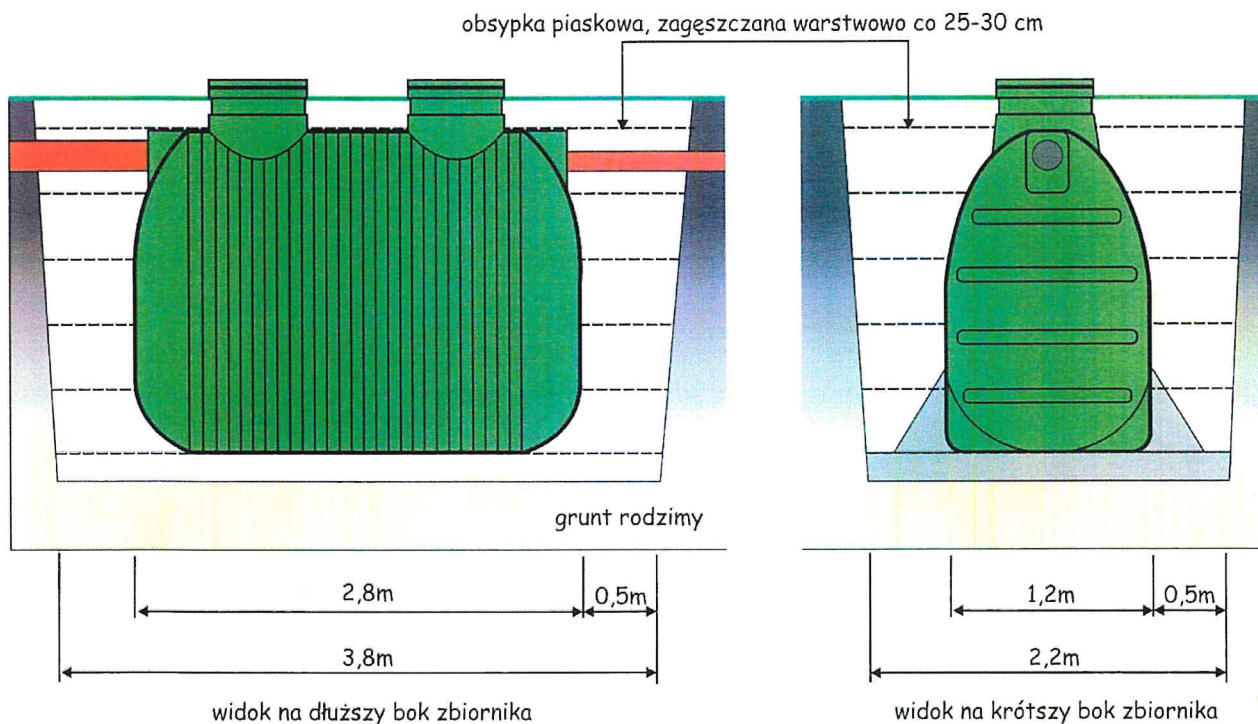 obsypka piaskowa, zagęszczana warstwowo co 25-30 cm
grunt rodzimy
2,8m
0,5m
1,2m
0,5m
3,8m
2,2m
widok na dłuższy bok zbiornika
widok na krótszy bok zbiornika